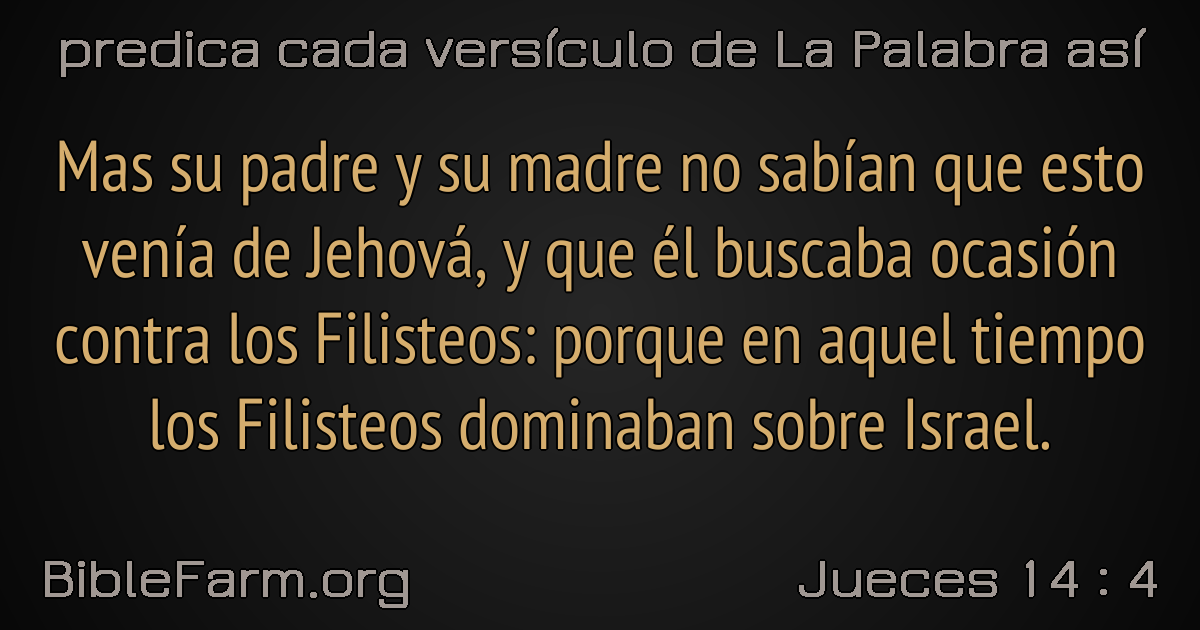 predica cada versículo de La Palabra así
Mas su padre y su madre no sabían que esto
venía de Jehová, y que él buscaba ocasión
contra los Filisteos: porque en aquel tiempo
los Filisteos dominaban sobre Israel.
BibleFarm.org
Jueces 14 : 4